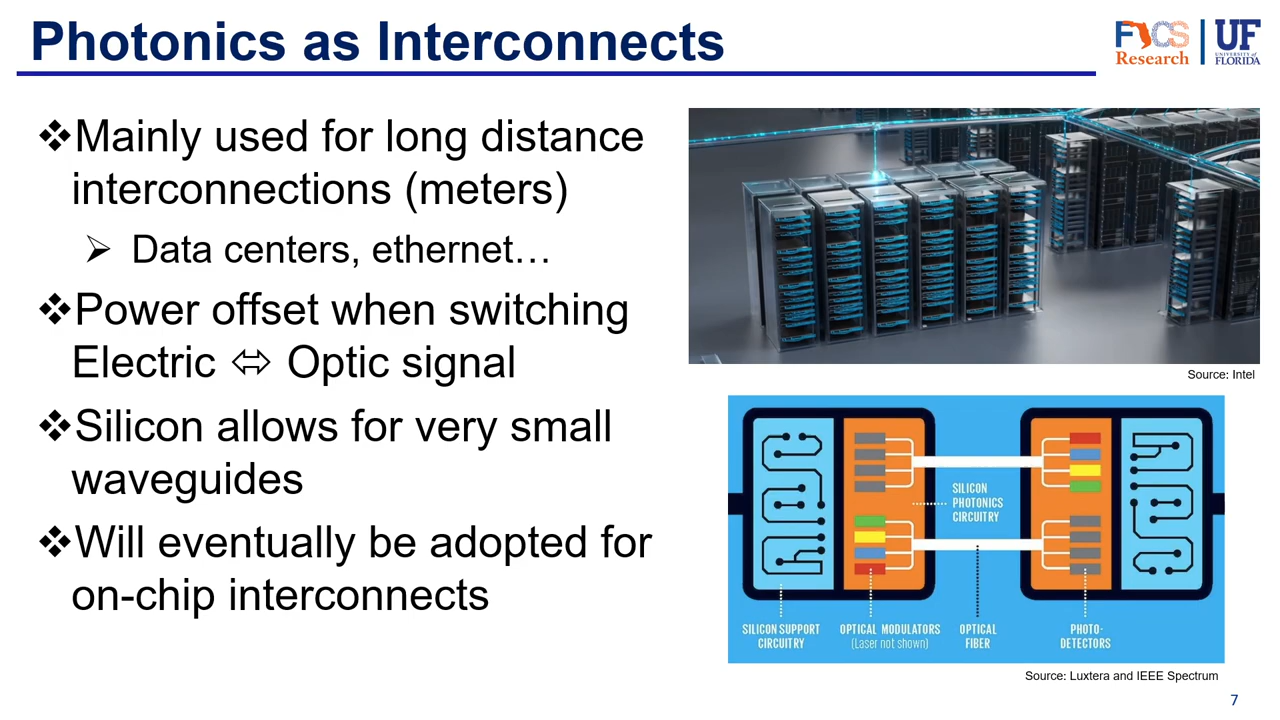 Photonics as Interconnects
FICS
Research
UF
UNIVERSITY of
FLORIDA
❖Mainly used for long distance
interconnections (meters)
➢ Data centers, ethernet…
❖Power offset when switching
Electric ⬄ Optic signal
❖Silicon allows for very small
waveguides
❖Will eventually be adopted for
on-chip interconnects
Source: Intel
SILICON
PHOTONICS
CIRCUITRY
SILICON SUPPORT
CIRCUITRY
OPTICAL MODULATORS
(Laser not shown)
OPTICAL
FIBER
PHOTO-
DETECTORS
Source: Luxtera and IEEE Spectrum
7